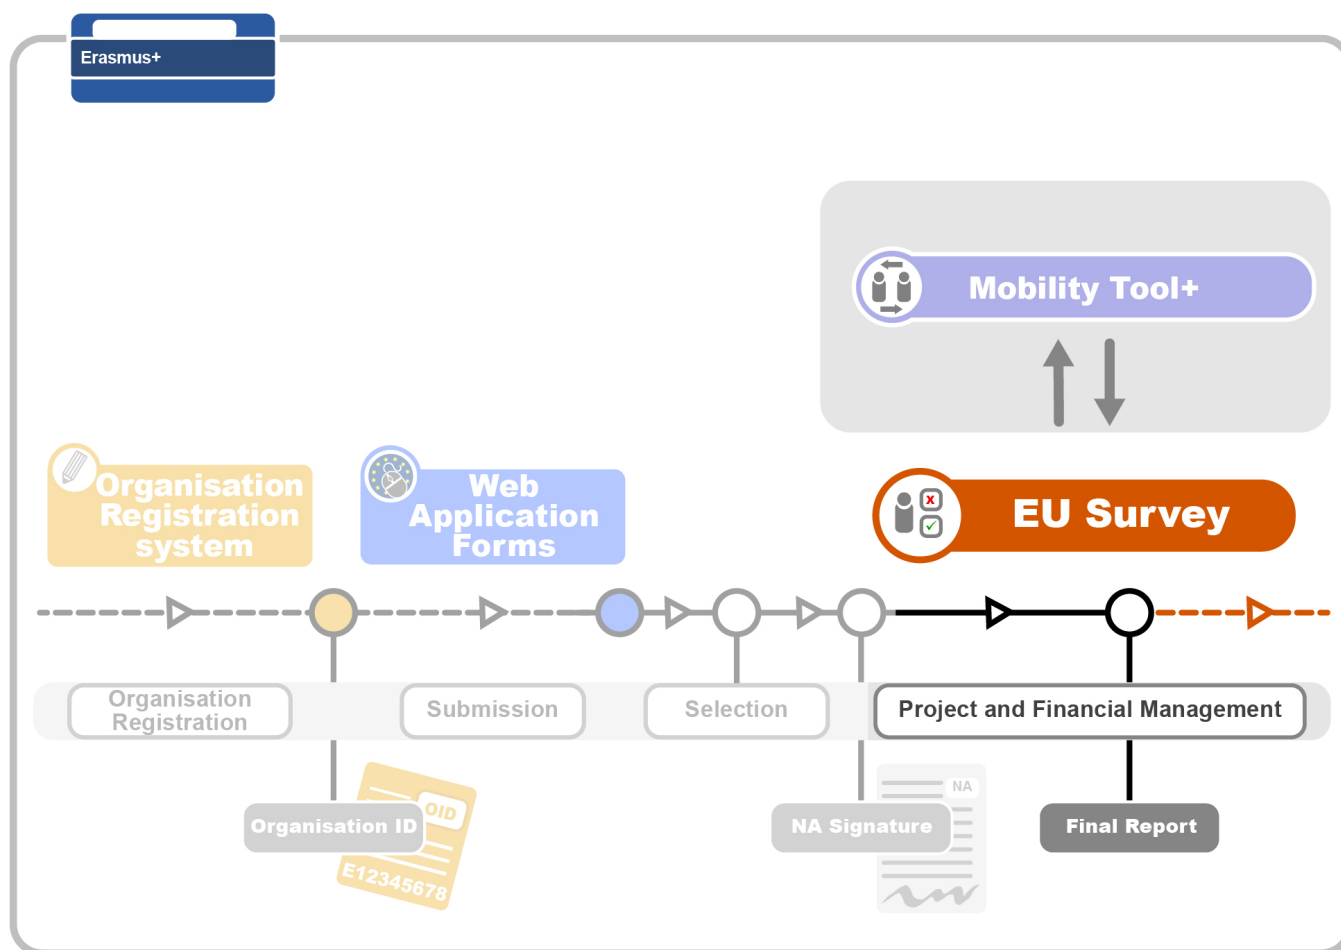 Erasmus+
Mobility Tool+
Organisation
Registration
system
Web
Application
Forms
EU Survey
x
Organisation
Registration
Submission
Selection
Project and Financial Management
OID
E12345678
Organisation ID
NA
NA Signature
Final Report